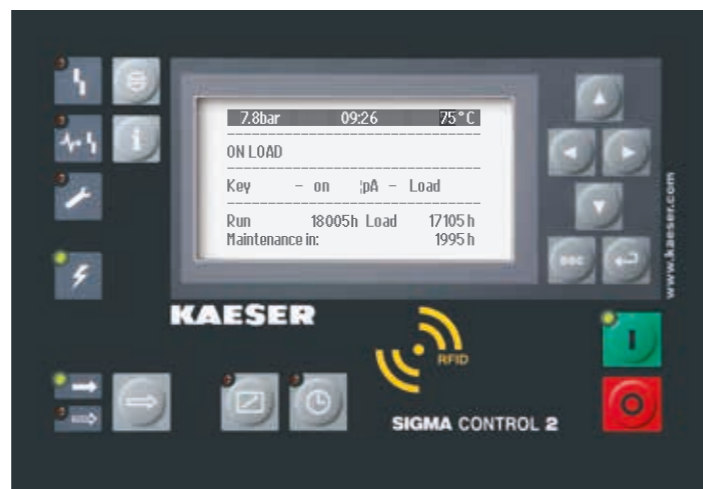 7.8bar 09:26 75°C
ON LOAD
Key - on ¦pA - Load
Run 18005h Load 17105h
Maintenance in: 1995h
esc
www.kaeser.com
KAESER
RFID
SIGMA CONTROL 2